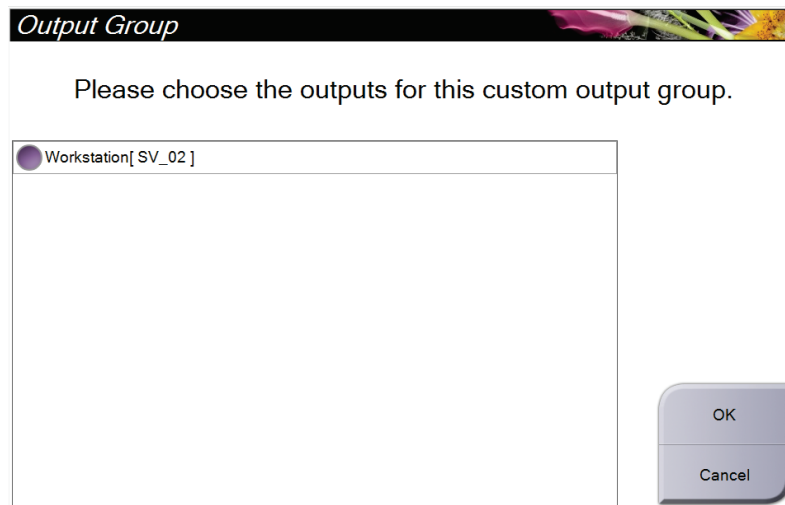 Output Group
Please choose the outputs for this custom output group.
Workstation[ SV_02 ]
OK
Cancel